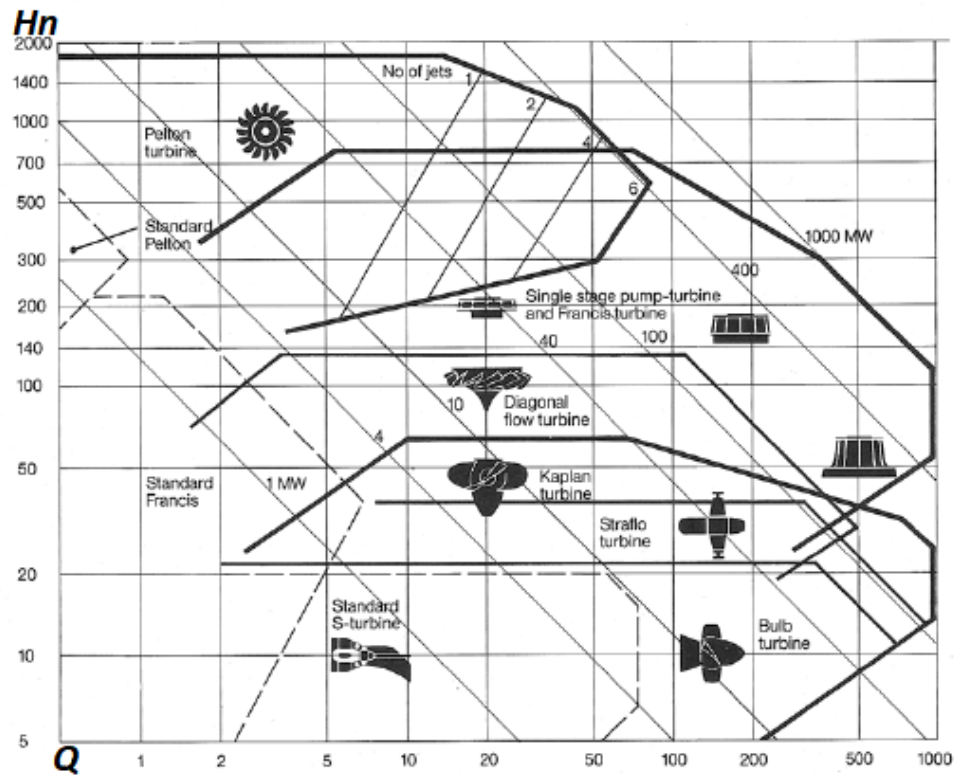 Hn
2000
1400
1000
700
500
300
200
140
100
50
20
10
5
No of jets
1
2
4
6
Pelton
turbine
Standard
Pelton
1000 MW
400
Single stage pump-turbine
and Francis turbine
40
100
10
Diagonal
flow turbine
4
Standard
Francis
1 MW
Kaplan
turbine
Straflo
turbine
Standard
S-turbine
Bulb
turbine
Q
1
2
5
10
20
50
100
200
500
1000